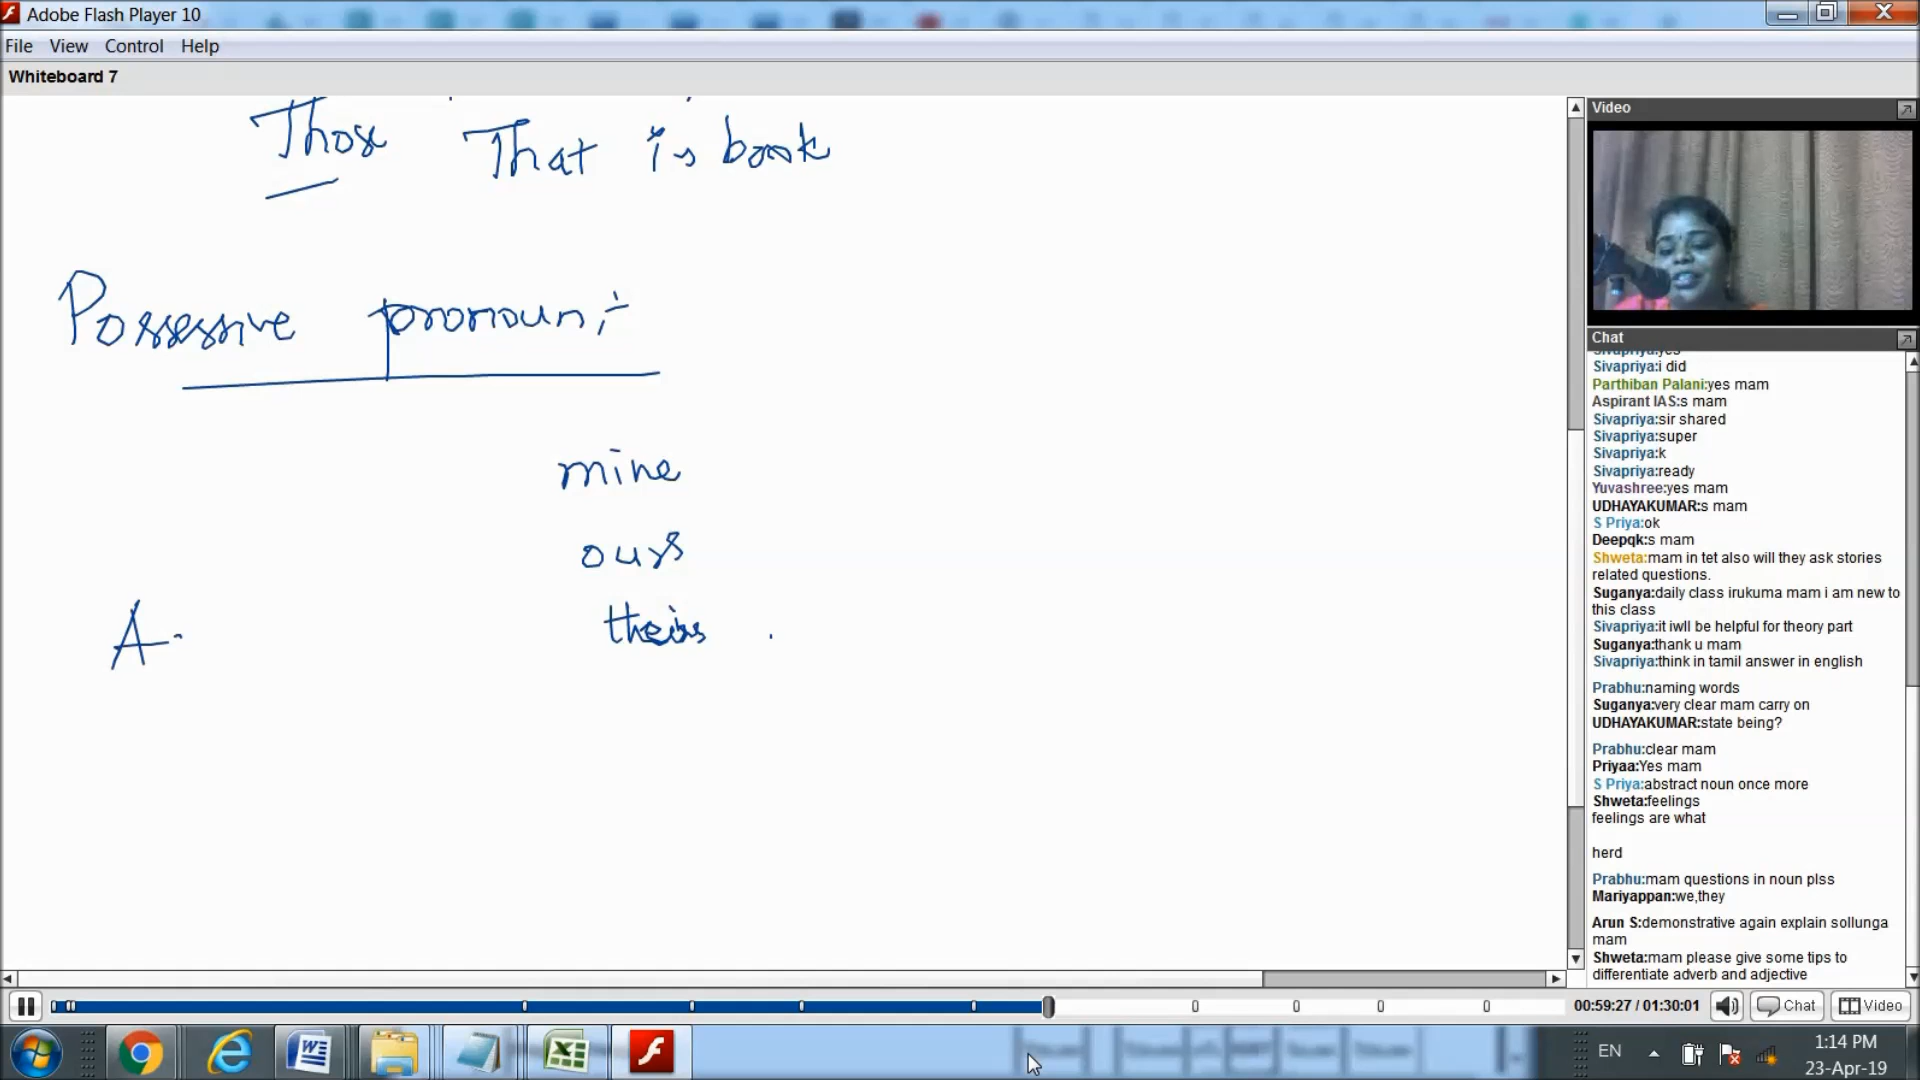 Adobe Flash Player 10
File View Control Help
Whiteboard 7
Those That is book
Possessive pronoun :-
mine
ours
theirs
A
Video
Chat
Sivapriya:yes
Sivapriya:i did
Parthiban Palani:yes mam
Aspirant IAS:s mam
Sivapriya:sir shared
Sivapriya:super
Sivapriya:k
Sivapriya:ready
Yuvashree:yes mam
UDHAYAKUMAR:s mam
S Priya:ok
Deepqk:s mam
Shweta:mam in tet also will they ask stories
related questions.
Suganya:daily class irukuma mam i am new to
this class
Sivapriya:it iwll be helpful for theory part
Suganya:thank u mam
Sivapriya:think in tamil answer in english
Prabhu:naming words
Suganya:very clear mam carry on
UDHAYAKUMAR:state being?
Prabhu:clear mam
Priyaa:Yes mam
S Priya:abstract noun once more
Shweta:feelings
feelings are what
herd
Prabhu:mam questions in noun plss
Mariyappan:we,they
Arun S:demonstrative again explain sollunga
mam
Shweta:mam please give some tips to
differentiate adverb and adjective
00:59:27 / 01:30:01 Chat Video
EN 1:14 PM
23-Apr-19